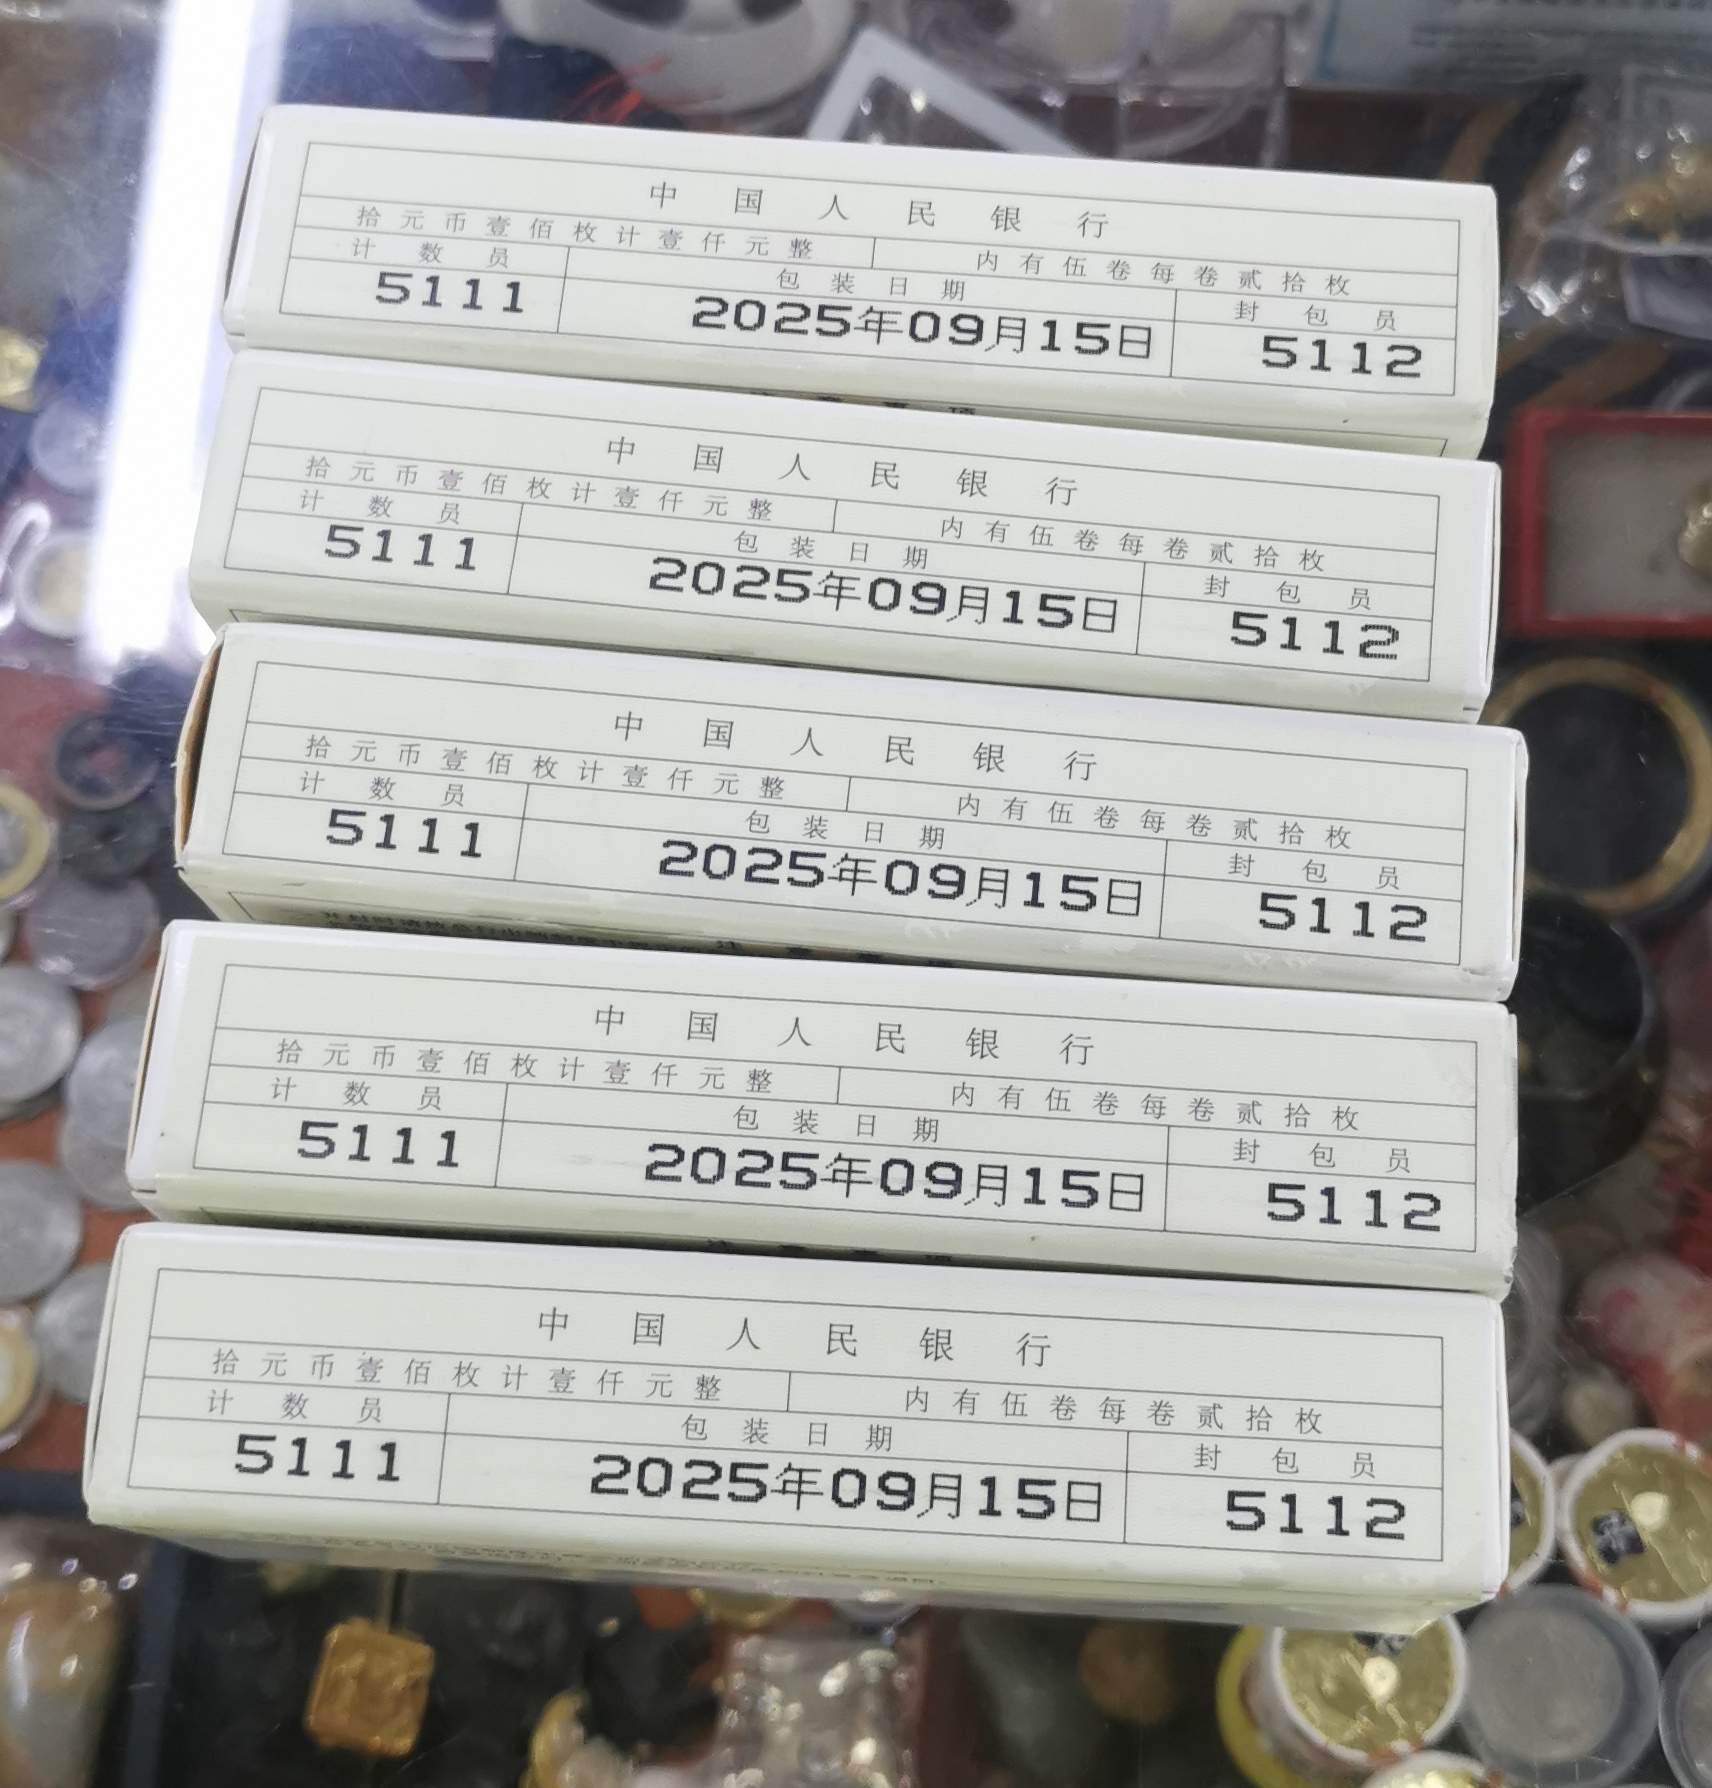 中国人民银行
拾元币壹佰枚计壹仟元整 内有伍卷每卷贰拾枚
计数员 包装日期 封包员
5111 2025年09月15日 5112
注意事项
中国人民银行
拾元币壹佰枚计壹仟元整 内有伍卷每卷贰拾枚
计数员 包装日期 封包员
5111 2025年09月15日 5112
中国人民银行
拾元币壹佰枚计壹仟元整 内有伍卷每卷贰拾枚
计数员 包装日期 封包员
5111 2025年09月15日 5112
中国人民银行
拾元币壹佰枚计壹仟元整 内有伍卷每卷贰拾枚
计数员 包装日期 封包员
5111 2025年09月15日 5112
中国人民银行
拾元币壹佰枚计壹仟元整 内有伍卷每卷贰拾枚
计数员 包装日期 封包员
5111 2025年09月15日 5112